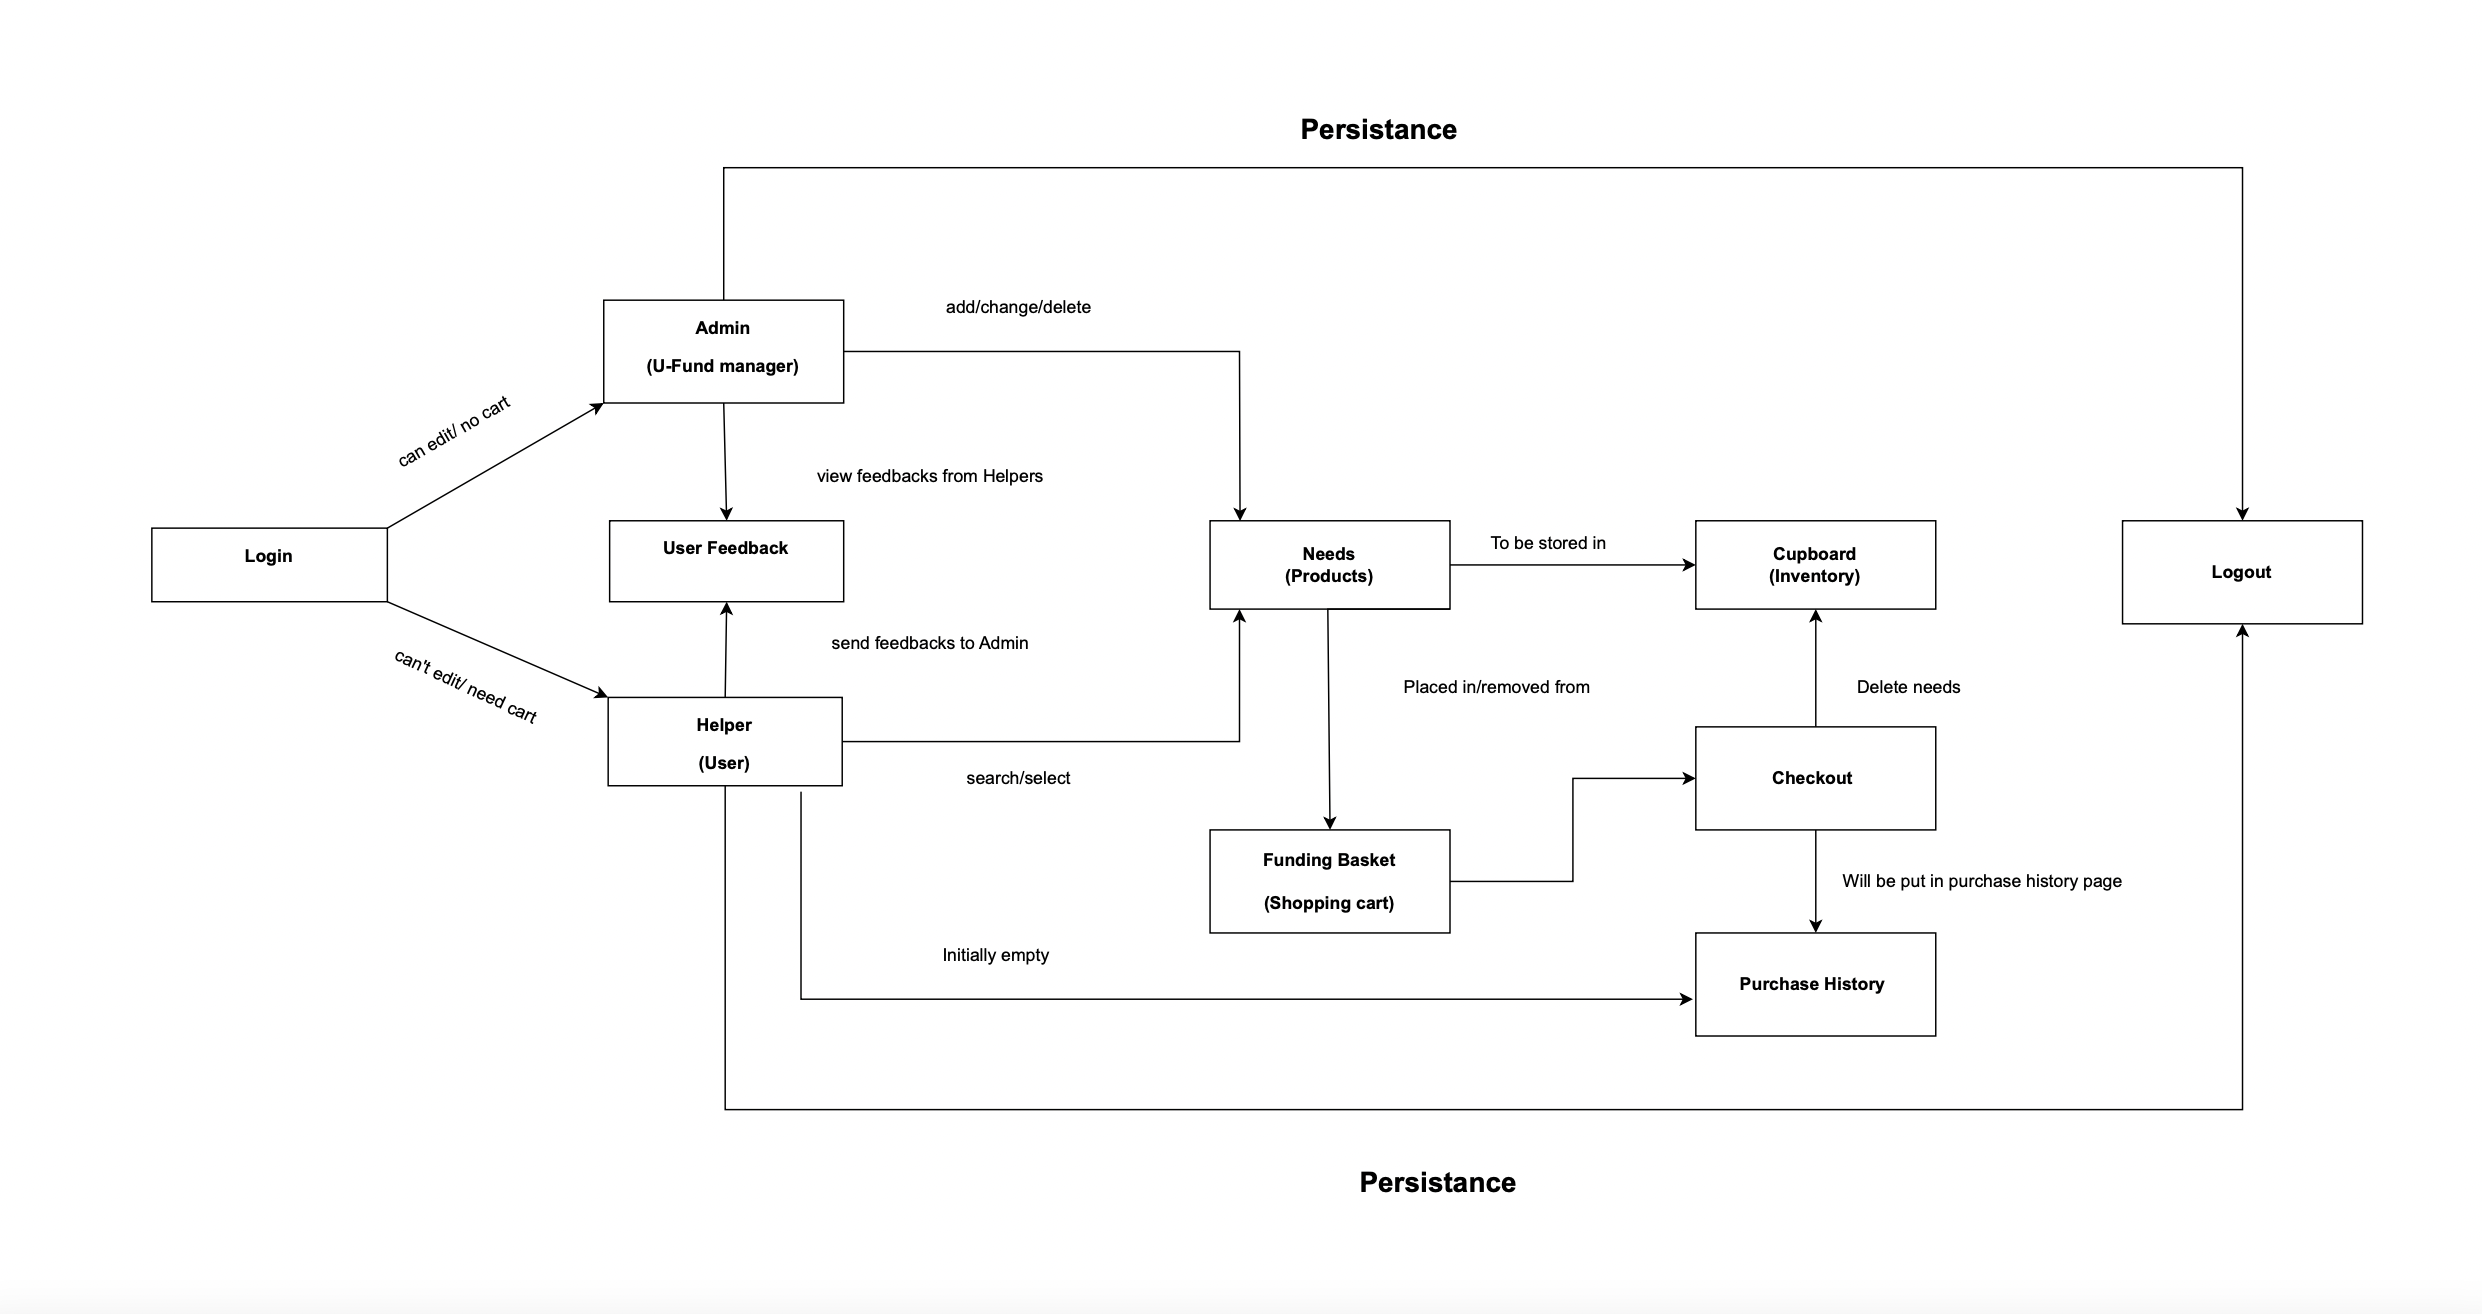 Persistance
add/change/delete
Admin
(U-Fund manager)
can edit/ no cart
view feedbacks from Helpers
Login
User Feedback
Needs
(Products)
To be stored in
Cupboard
(Inventory)
Logout
send feedbacks to Admin
can't edit/ need cart
Placed in/removed from
Delete needs
Helper
(User)
search/select
Checkout
Funding Basket
(Shopping cart)
Will be put in purchase history page
Initially empty
Purchase History
Persistance